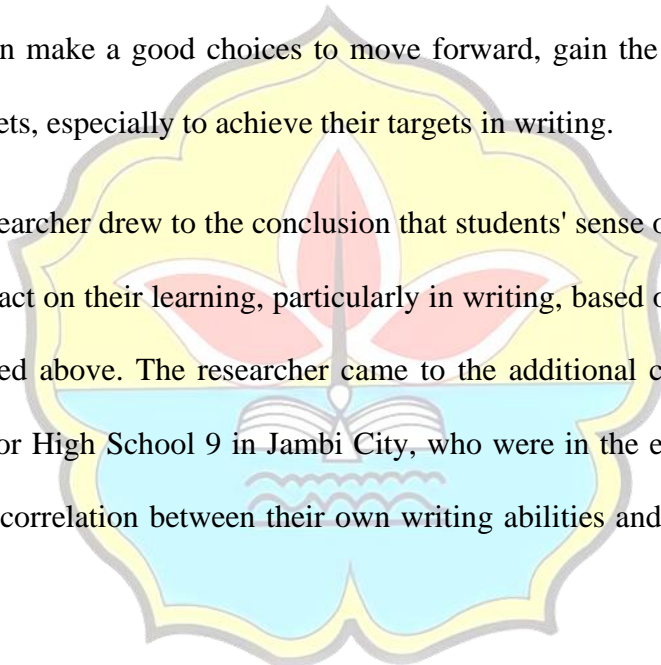 n make a good choices to move forward, gain the
ets, especially to achieve their targets in writing.
earcher drew to the conclusion that students' sense o
act on their learning, particularly in writing, based o
ed above. The researcher came to the additional c
or High School 9 in Jambi City, who were in the e
correlation between their own writing abilities and